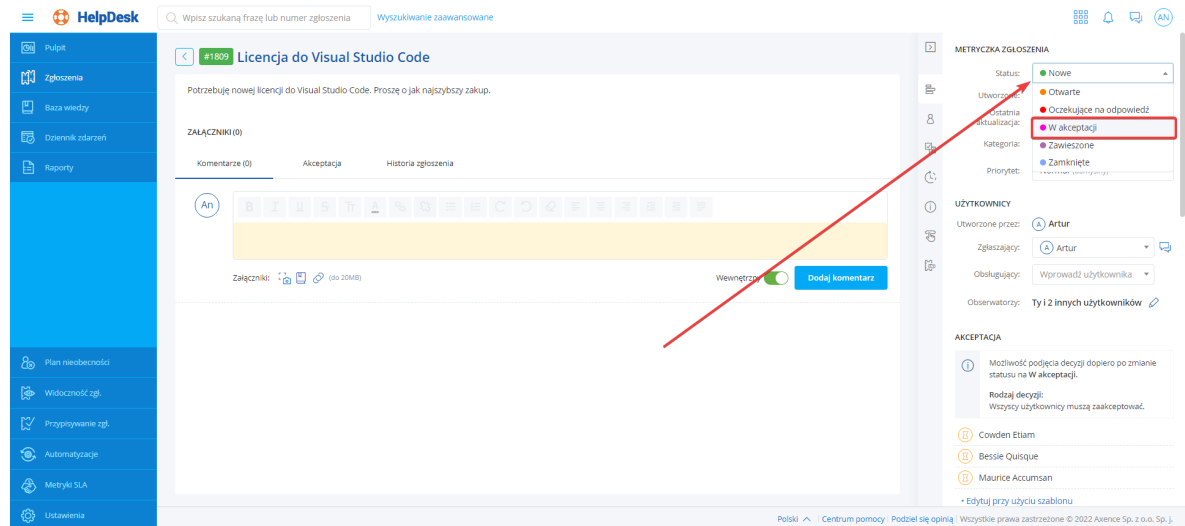 HelpDesk
Wpisz szukaną frazę lub numer zgłoszenia
Wyszukiwanie zaawansowane
AN
Pulpit
Zgłoszenia
Baza wiedzy
Dziennik zdarzeń
Raporty
Plan nieobecności
Widoczność zgł.
Przypisywanie zgł.
Automatyzacje
Metryki SLA
Ustawienia
#1809 Licencja do Visual Studio Code
Potrzebuję nowej licencji do Visual Studio Code. Proszę o jak najszybszy zakup.
ZAŁĄCZNIKI (0)
Komentarze (0) Akceptacja Historia zgłoszenia
An
Załączniki: (do 20MB)
Wewnętrzny
Dodaj komentarz
METRYCZKA ZGŁOSZENIA
Status: Nowe
Utworzone:
Otwarte
Ostatnia aktualizacja:
Oczekujące na odpowiedź
W akceptacji
Kategoria:
Zawieszone
Zamknięte
Priorytet:
UŻYTKOWNICY
Utworzone przez: A Artur
Zgłaszający: A Artur
Obsługujący: Wprowadź użytkownika
Obserwatorzy: Ty i 2 innych użytkowników
AKCEPTACJA
Możliwość podjęcia decyzji dopiero po zmianie
statusu na W akceptacji.
Rodzaj decyzji:
Wszyscy użytkownicy muszą zaakceptować.
Cowden Etiam
Bessie Quisque
Maurice Accumsan
• Edytuj przy użyciu szablonu
Polski | Centrum pomocy | Podziel się opinią | Wszystkie prawa zastrzeżone © 2022 Axence Sp. z o.o. Sp. j.